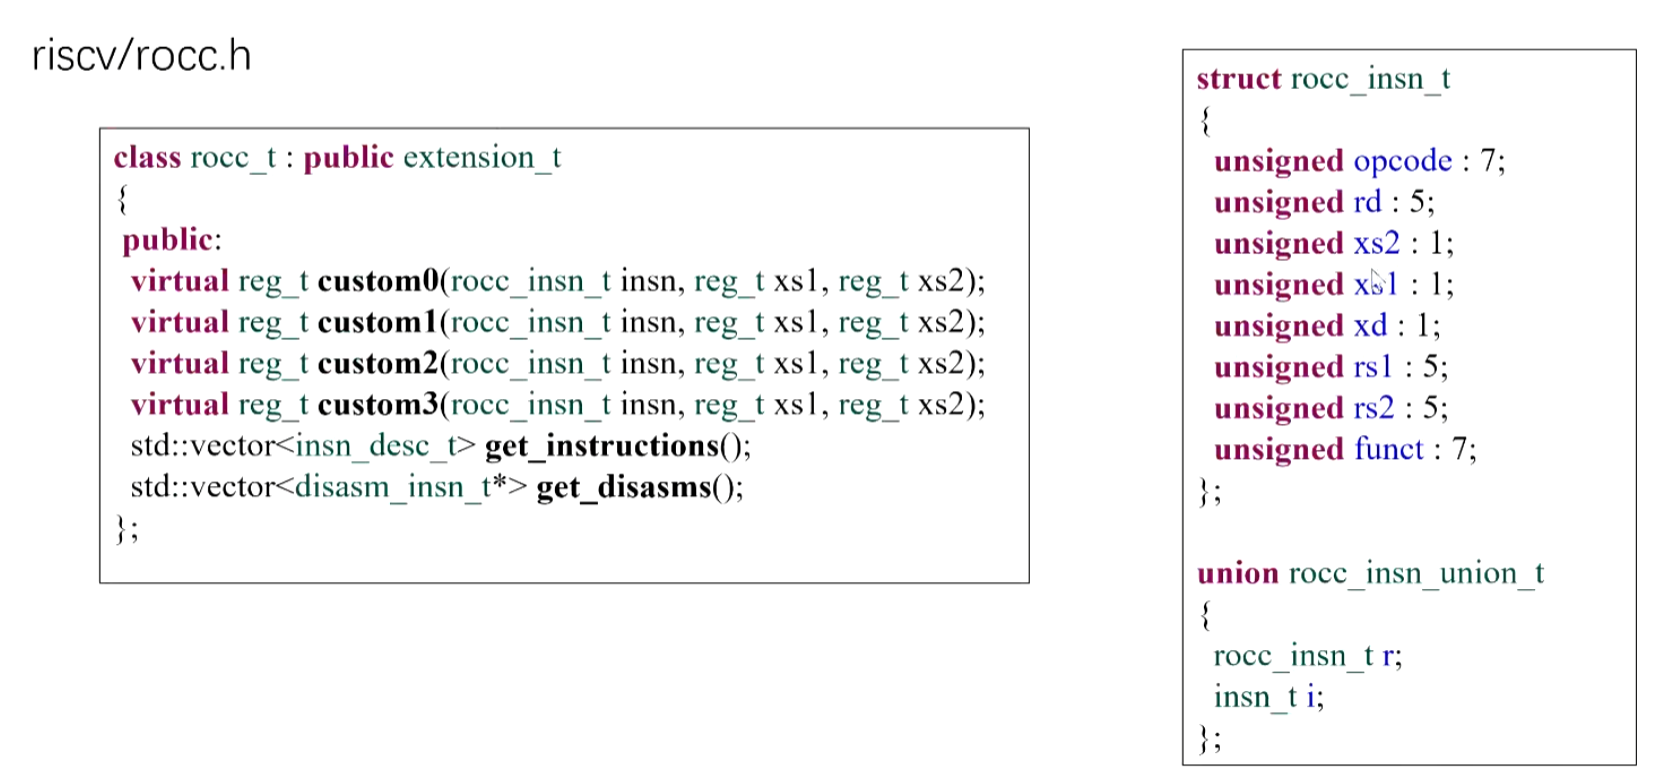 riscv/rocc.h
class rocc_t : public extension_t
{
public:
virtual reg_t custom0(rocc_insn_t insn, reg_t xs1, reg_t xs2);
virtual reg_t custom1(rocc_insn_t insn, reg_t xs1, reg_t xs2);
virtual reg_t custom2(rocc_insn_t insn, reg_t xs1, reg_t xs2);
virtual reg_t custom3(rocc_insn_t insn, reg_t xs1, reg_t xs2);
std::vector<insn_desc_t> get_instructions();
std::vector<disasm_insn_t*> get_disasms();
};
struct rocc_insn_t
{
unsigned opcode : 7;
unsigned rd : 5;
unsigned xs2 : 1;
unsigned xs1 : 1;
unsigned xd : 1;
unsigned rs1 : 5;
unsigned rs2 : 5;
unsigned funct : 7;
};
union rocc_insn_union_t
{
rocc_insn_t r;
insn_t i;
};